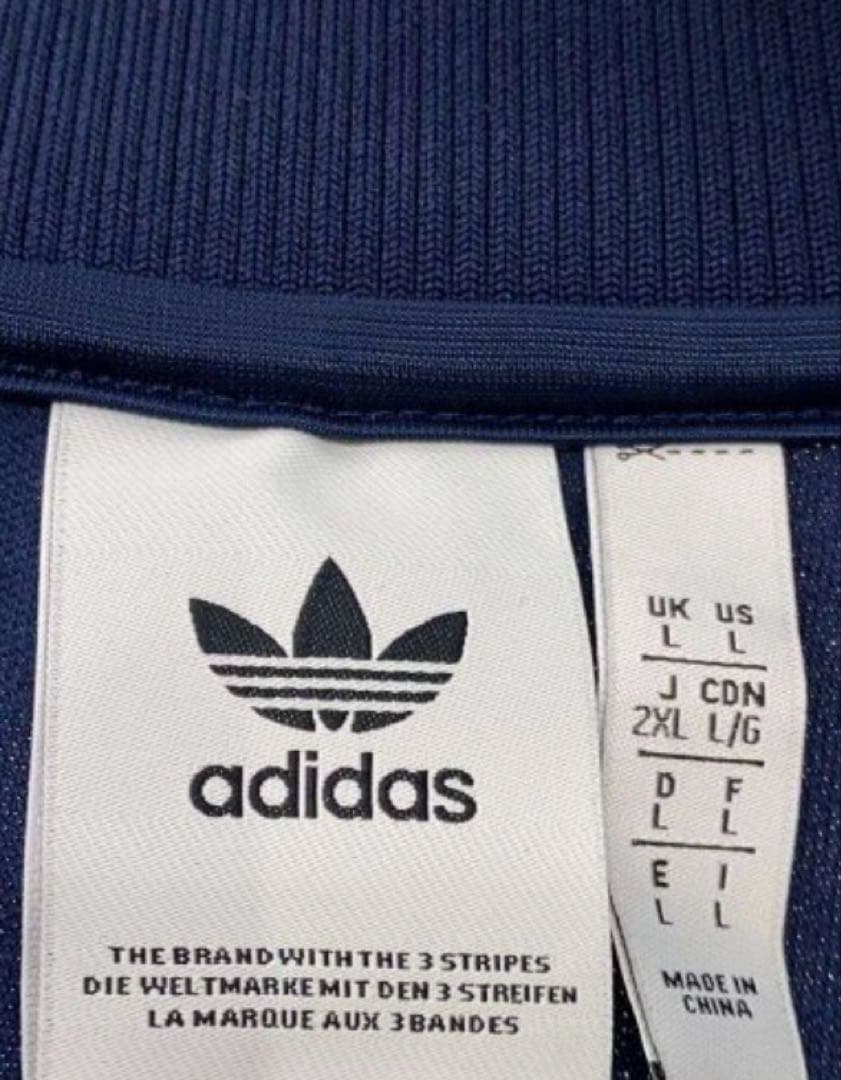 adidas
THE BRAND WITH THE 3 STRIPES
DIE WELTMARKE MIT DEN 3 STREIFEN
LA MARQUE AUX 3 BANDES
UK US
L L
J CDN
2XL L/G
D F
L L
E I
L L
MADE IN
CHINA